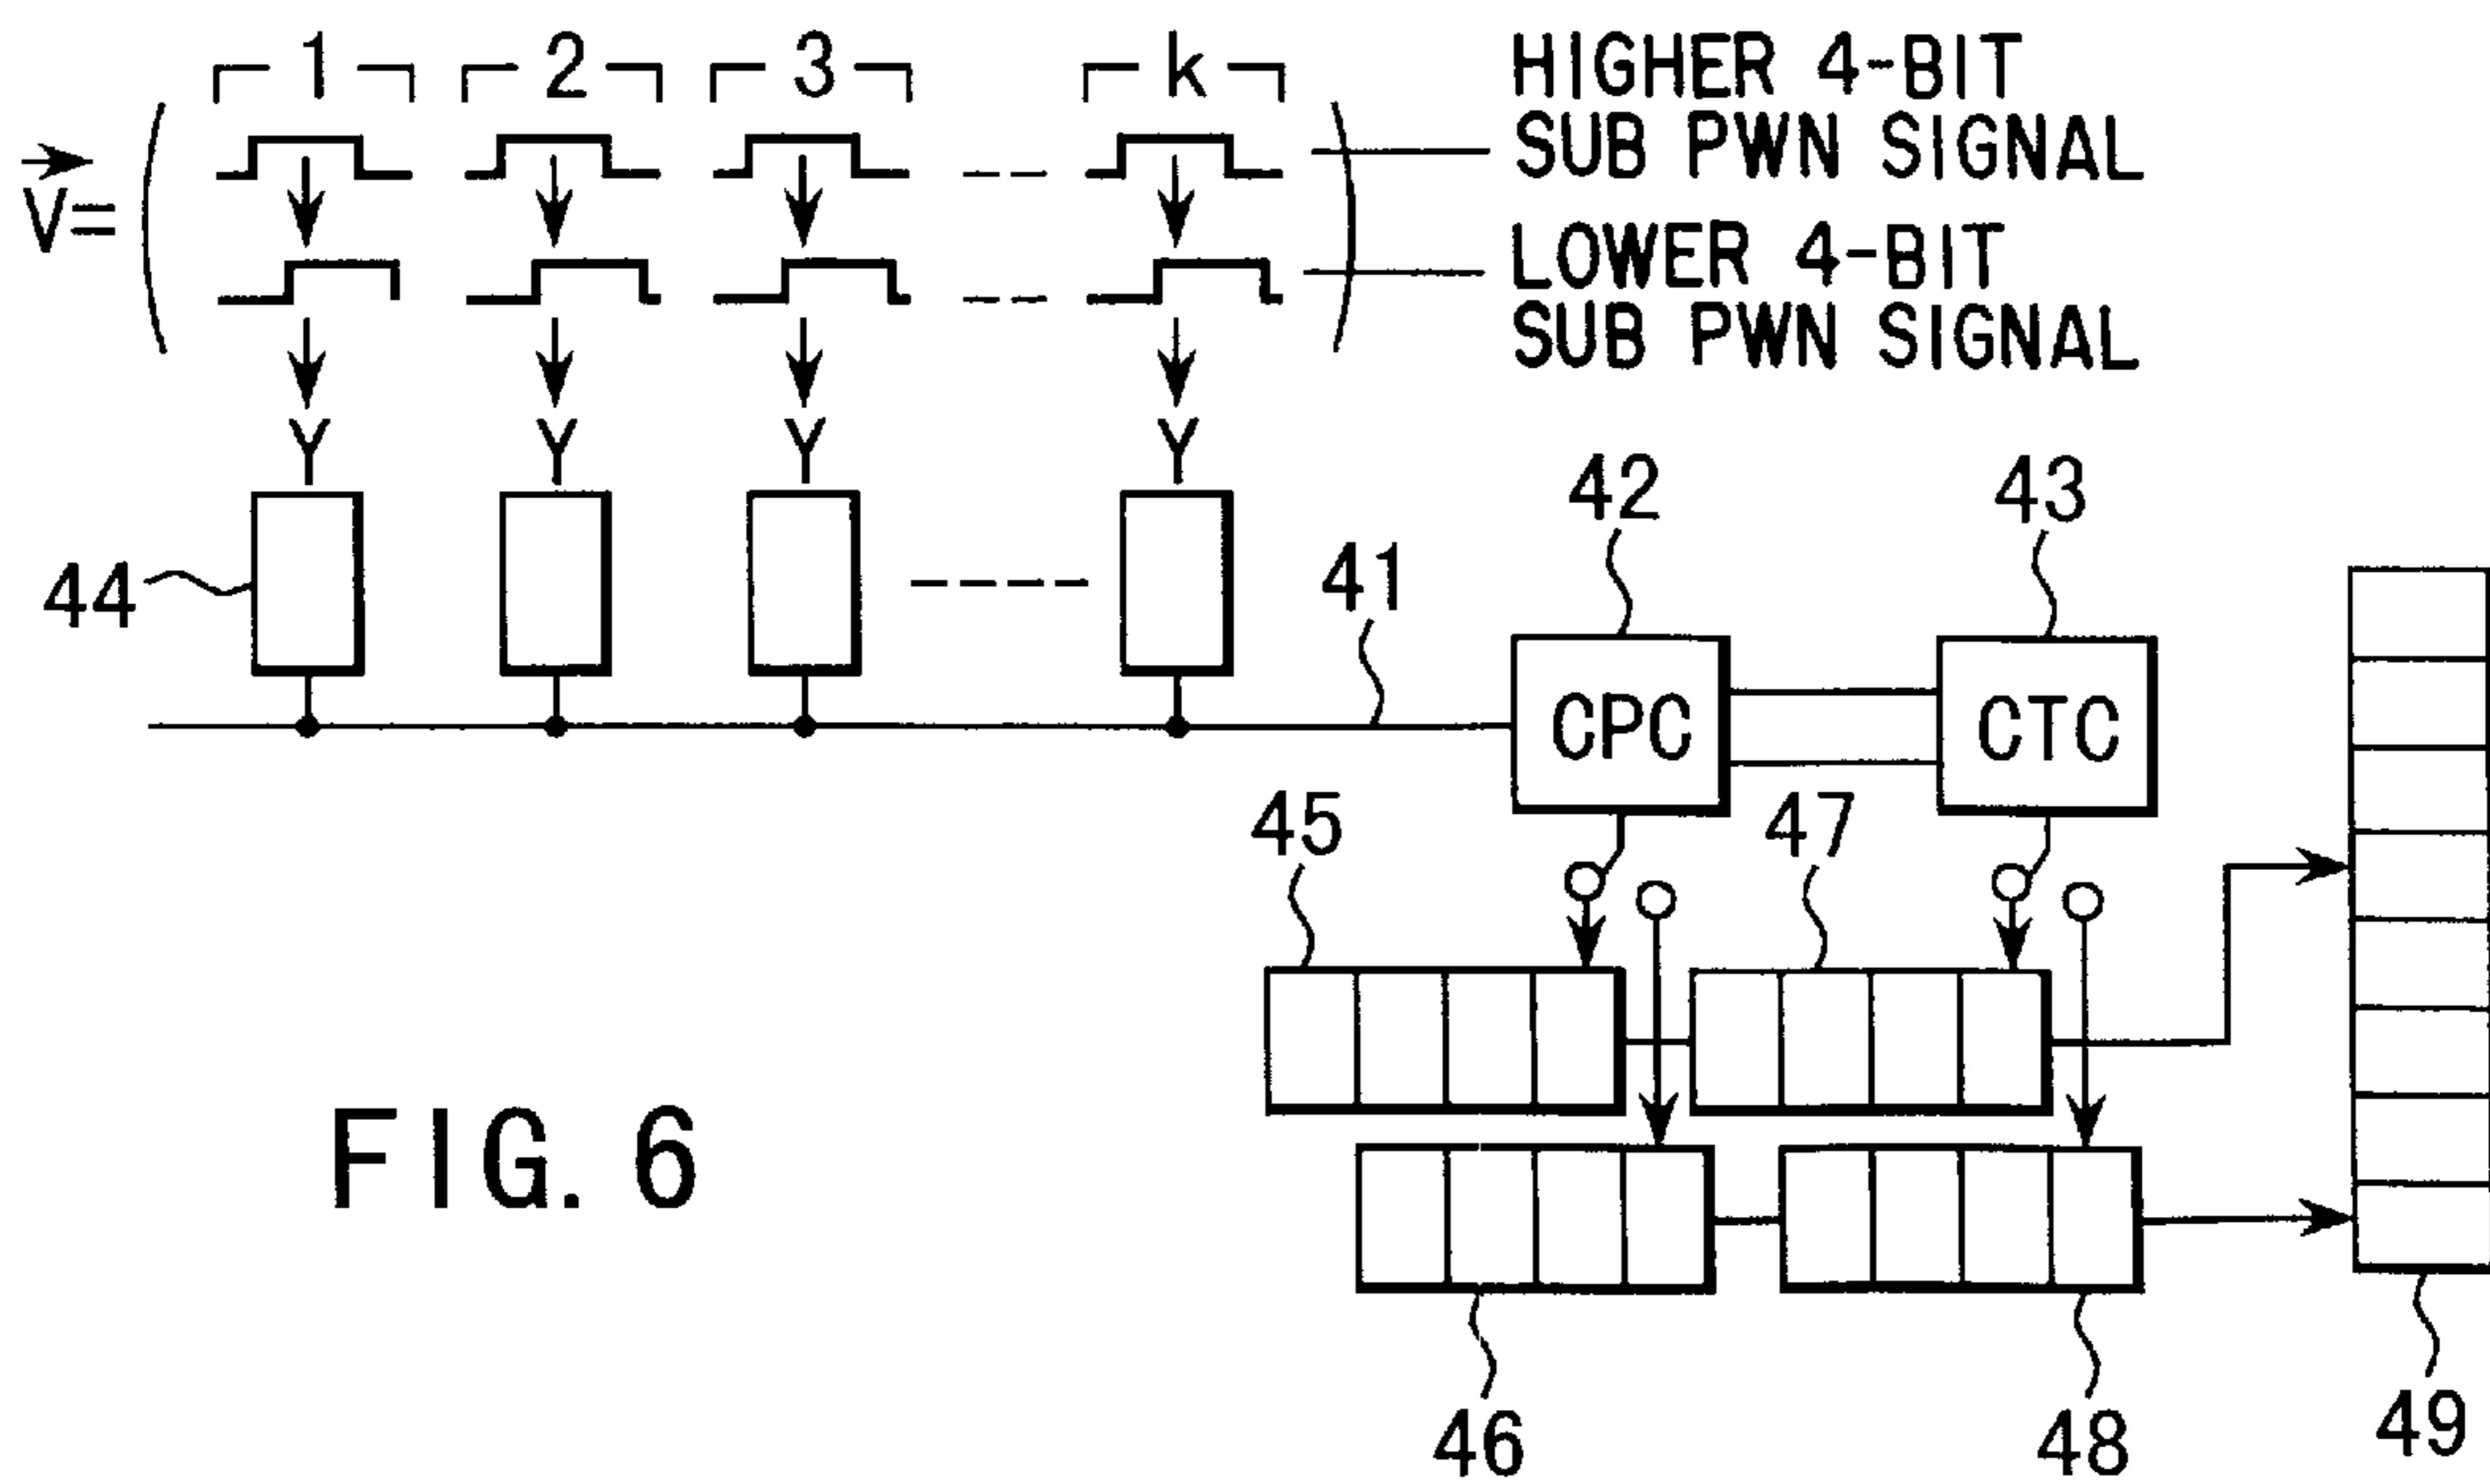 1 2 3 k
HIGHER 4-BIT
SUB PWN SIGNAL
V=
LOWER 4-BIT
SUB PWN SIGNAL
Y Y Y Y
42 43
44
41
CPC CTC
45 47
FIG. 6
46 48 49